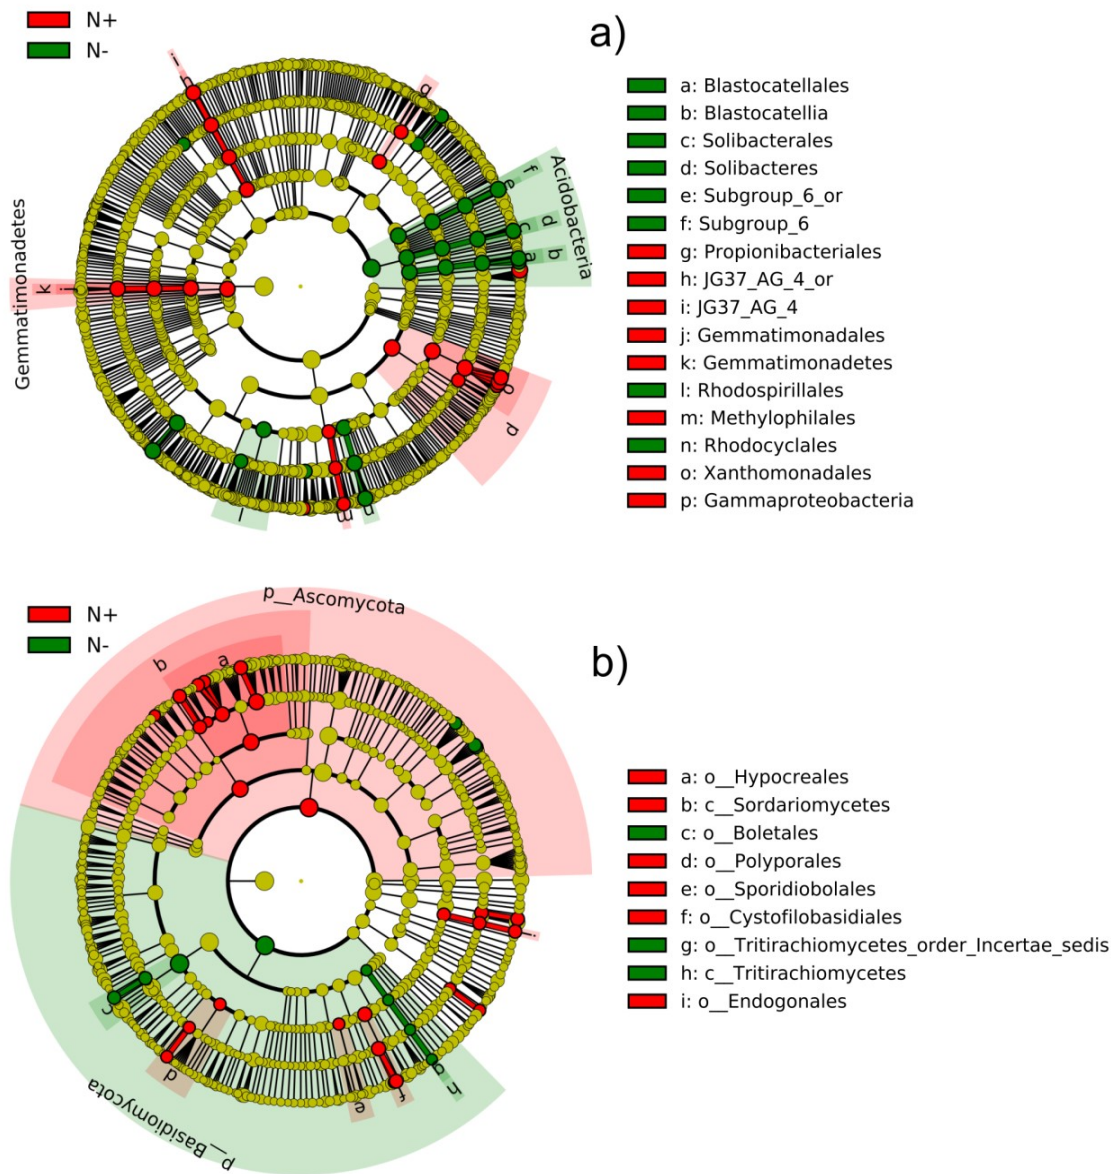 N+
N-
a)
i
h
g
Acidobacteria
f
e
d
c
b
a
Gemmatimonadetes
k
j
o
p
l
m
n
a: Blastocatellales
b: Blastocatellia
c: Solibacterales
d: Solibacteres
e: Subgroup_6_or
f: Subgroup_6
g: Propionibacteriales
h: JG37_AG_4_or
i: JG37_AG_4
j: Gemmatimonadales
k: Gemmatimonadetes
l: Rhodospirillales
m: Methylophilales
n: Rhodocyclales
o: Xanthomonadales
p: Gammaproteobacteria
N+
N-
b)
p__Ascomycota
b
a
i
c
d
e
f
g
h
p__Basidiomycota
a: o__Hypocreales
b: c__Sordariomycetes
c: o__Boletales
d: o__Polyporales
e: o__Sporidiobolales
f: o__Cystofilobasidiales
g: o__Tritirachiomycetes_order_Incertae_sedis
h: c__Tritirachiomycetes
i: o__Endogonales